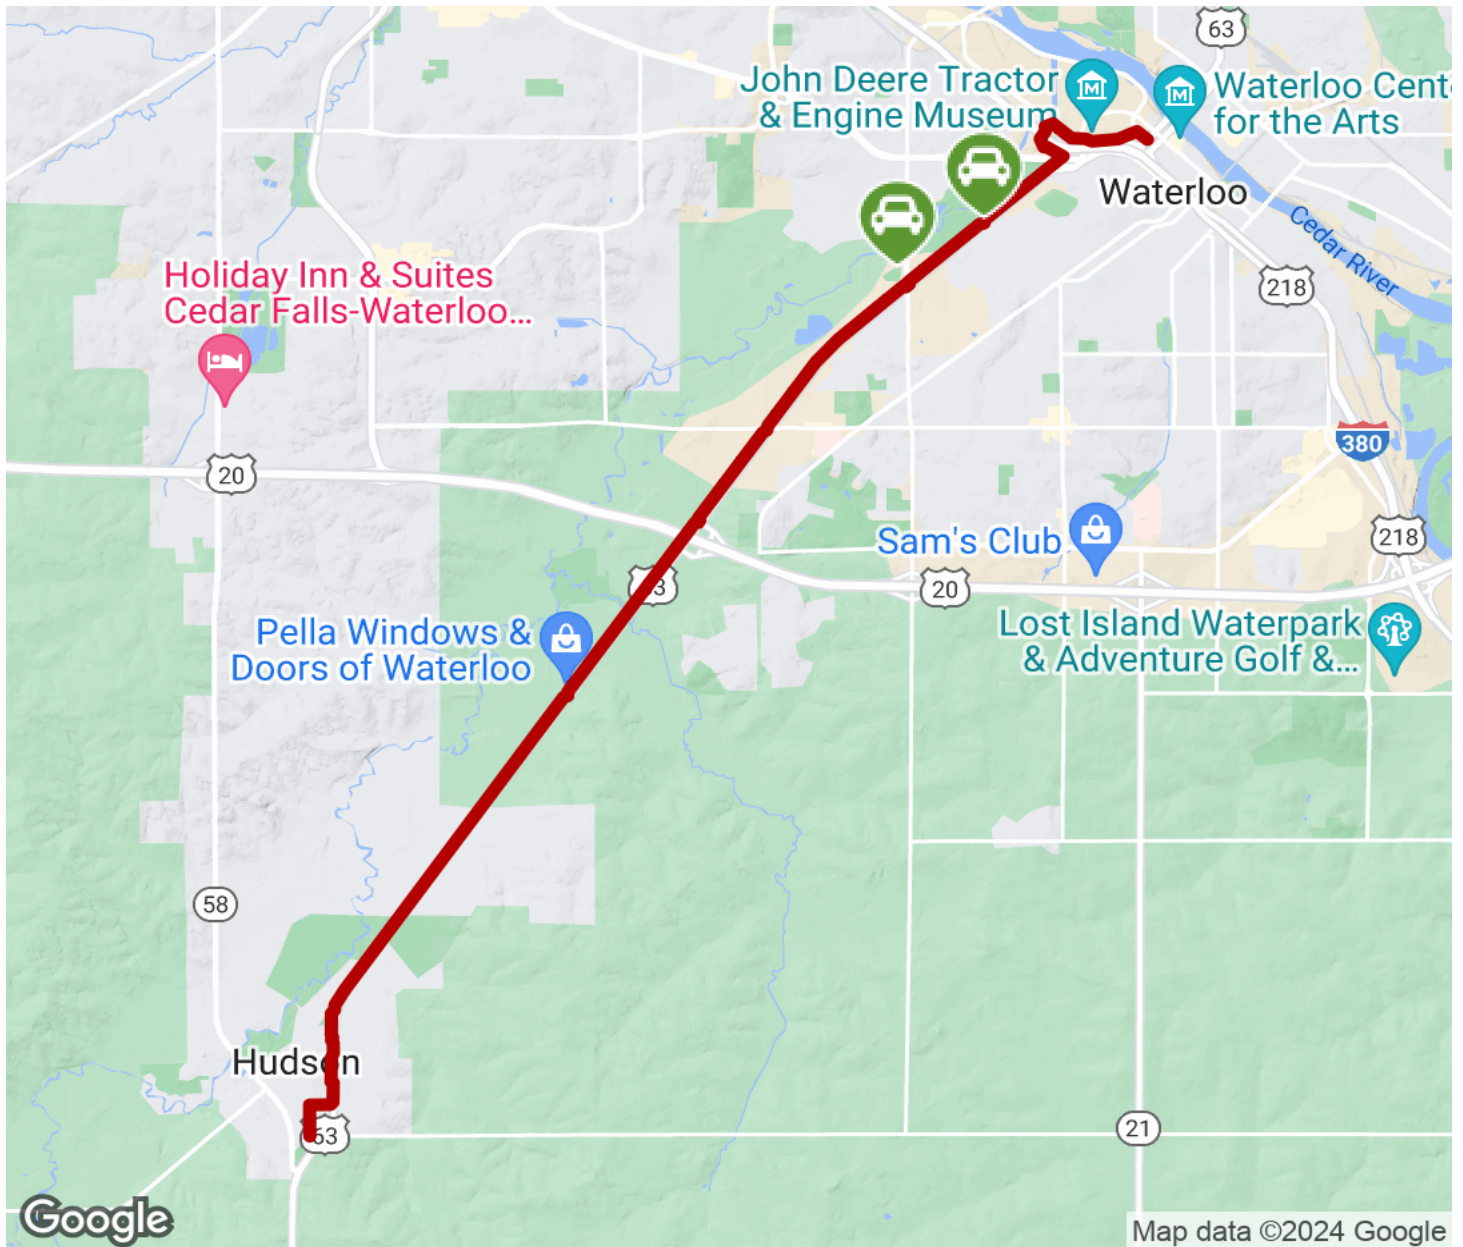 63
John Deere Tractor
& Engine Museum
Waterloo Cent
for the Arts
Waterloo
Cedar River
218
Holiday Inn & Suites
Cedar Falls-Waterloo...
20
380
Sam's Club
218
20
63
Pella Windows &
Doors of Waterloo
Lost Island Waterpark
& Adventure Golf &...
58
Hudson
63
21
Google
Map data ©2024 Google